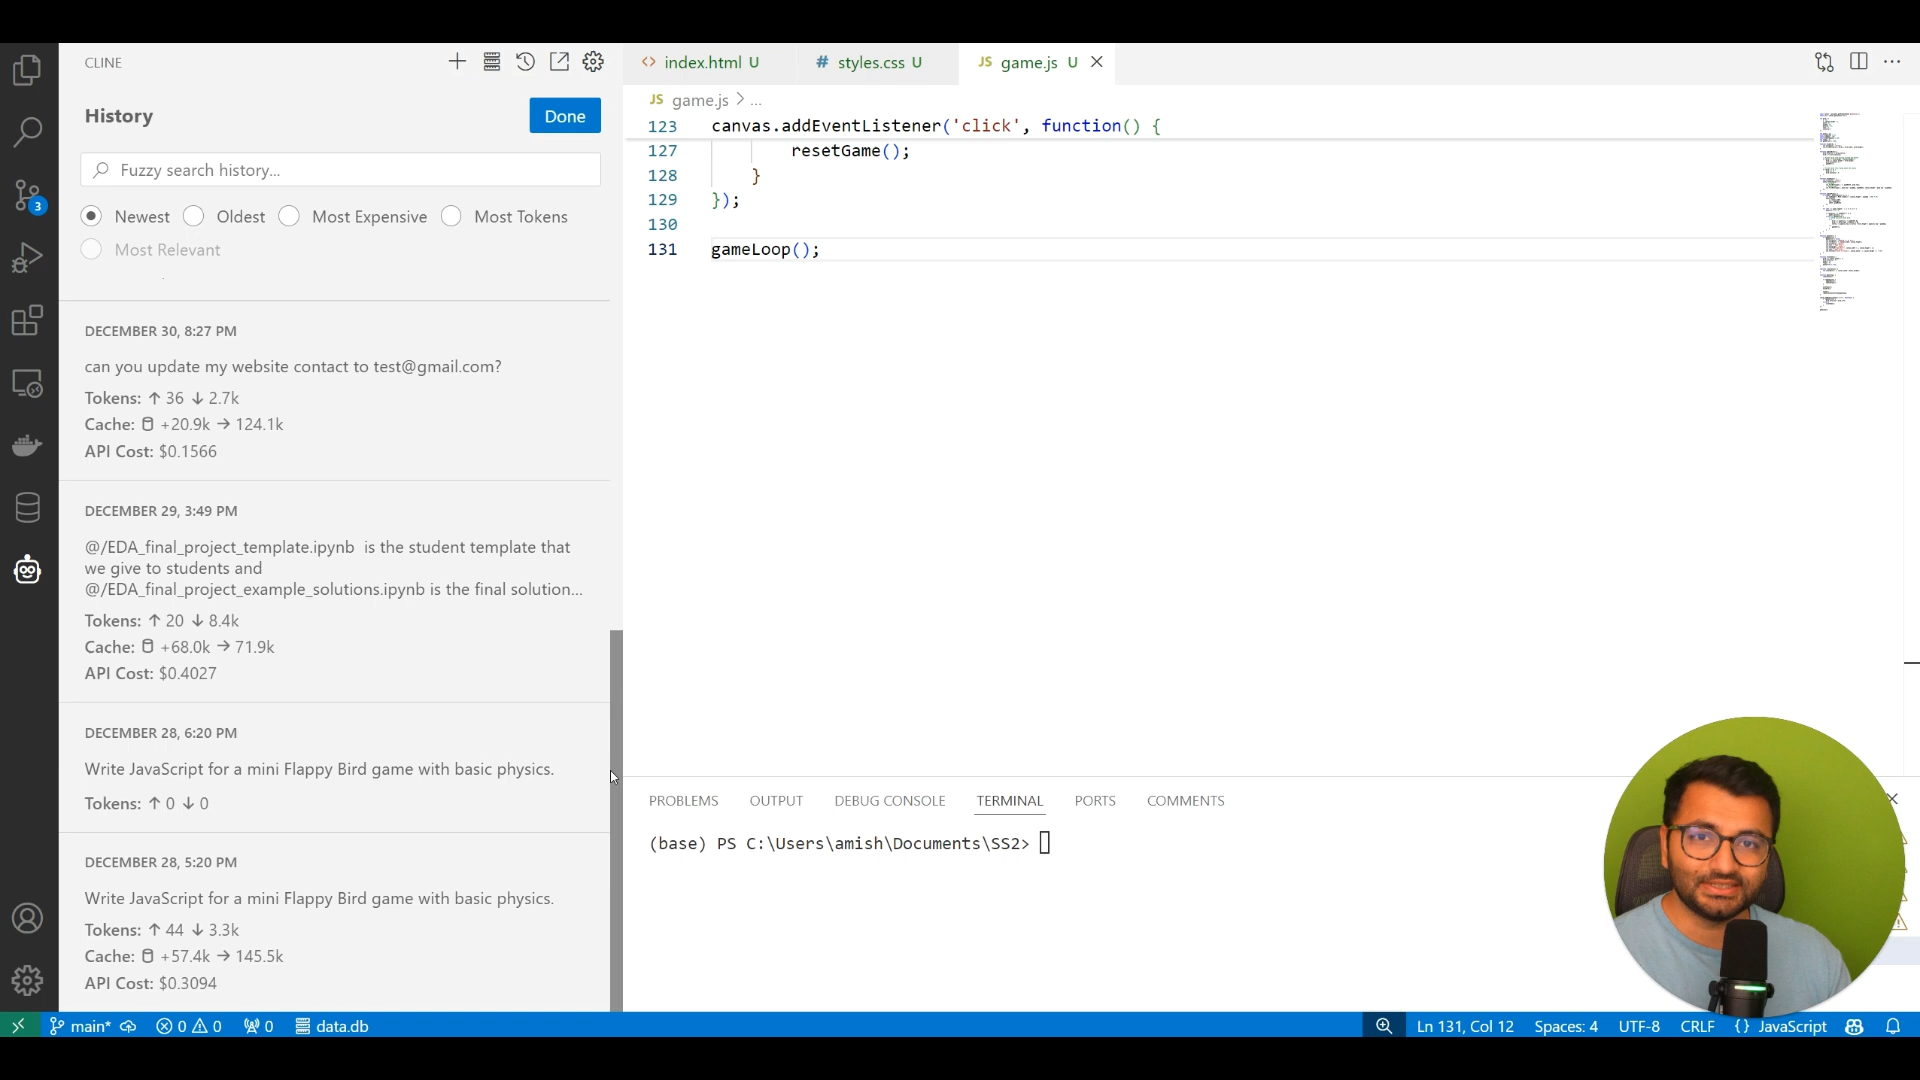 CLINE
History
Done
Fuzzy search history...
Newest
Oldest
Most Expensive
Most Tokens
Most Relevant
DECEMBER 30, 8:27 PM
can you update my website contact to test@gmail.com?
Tokens: ↑ 36 ↓ 2.7k
Cache: +20.9k → 124.1k
API Cost: $0.1566
DECEMBER 29, 3:49 PM
@/EDA_final_project_template.ipynb is the student template that
we give to students and
@/EDA_final_project_example_solutions.ipynb is the final solution...
Tokens: ↑ 20 ↓ 8.4k
Cache: +68.0k → 71.9k
API Cost: $0.4027
DECEMBER 28, 6:20 PM
Write JavaScript for a mini Flappy Bird game with basic physics.
Tokens: ↑ 0 ↓ 0
DECEMBER 28, 5:20 PM
Write JavaScript for a mini Flappy Bird game with basic physics.
Tokens: ↑ 44 ↓ 3.3k
Cache: +57.4k → 145.5k
API Cost: $0.3094
3
<> index.html U
# styles.css U
JS game.js U
JS game.js > ...
123 canvas.addEventListener('click', function() {
127 resetGame();
128 }
129 });
130
131 gameLoop();
PROBLEMS
OUTPUT
DEBUG CONSOLE
TERMINAL
PORTS
COMMENTS
(base) PS C:\Users\amish\Documents\SS2>
main*
0 0
0
data.db
Ln 131, Col 12
Spaces: 4
UTF-8
CRLF
{} JavaScript